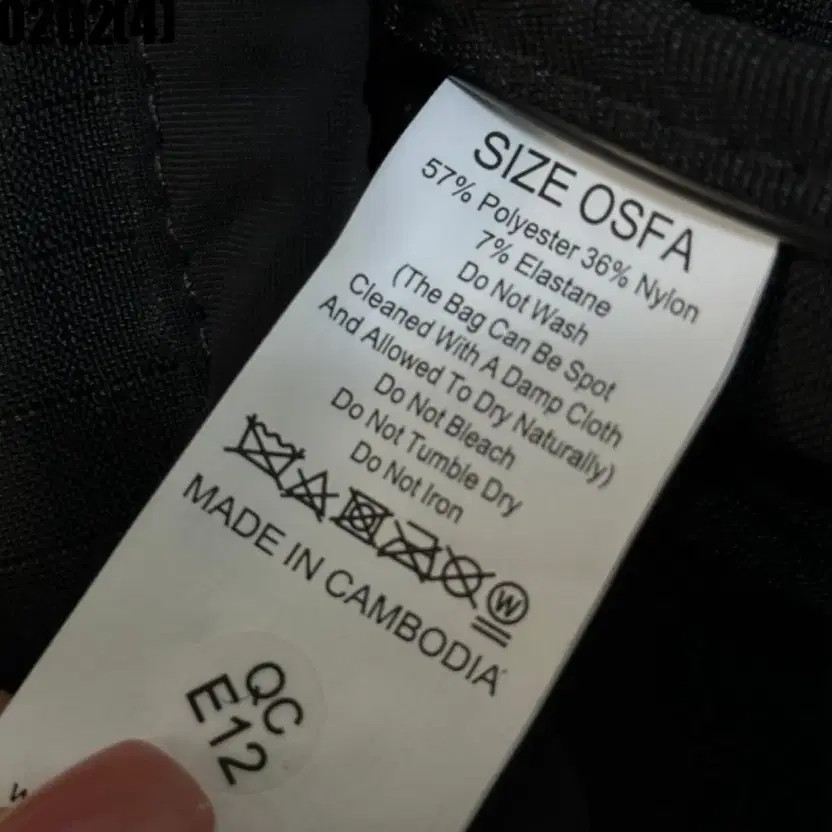 0202(4)
SIZE OSFA
57% Polyester 36% Nylon
7% Elastane
Do Not Wash
(The Bag Can Be Spot
Cleaned With A Damp Cloth
And Allowed To Dry Naturally)
Do Not Bleach
Do Not Tumble Dry
Do Not Iron
W
MADE IN CAMBODIA
QC
E12